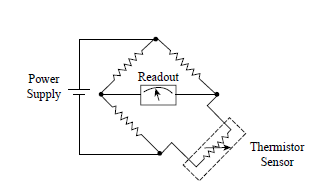 Readout
Power
Supply
Thermistor
Sensor